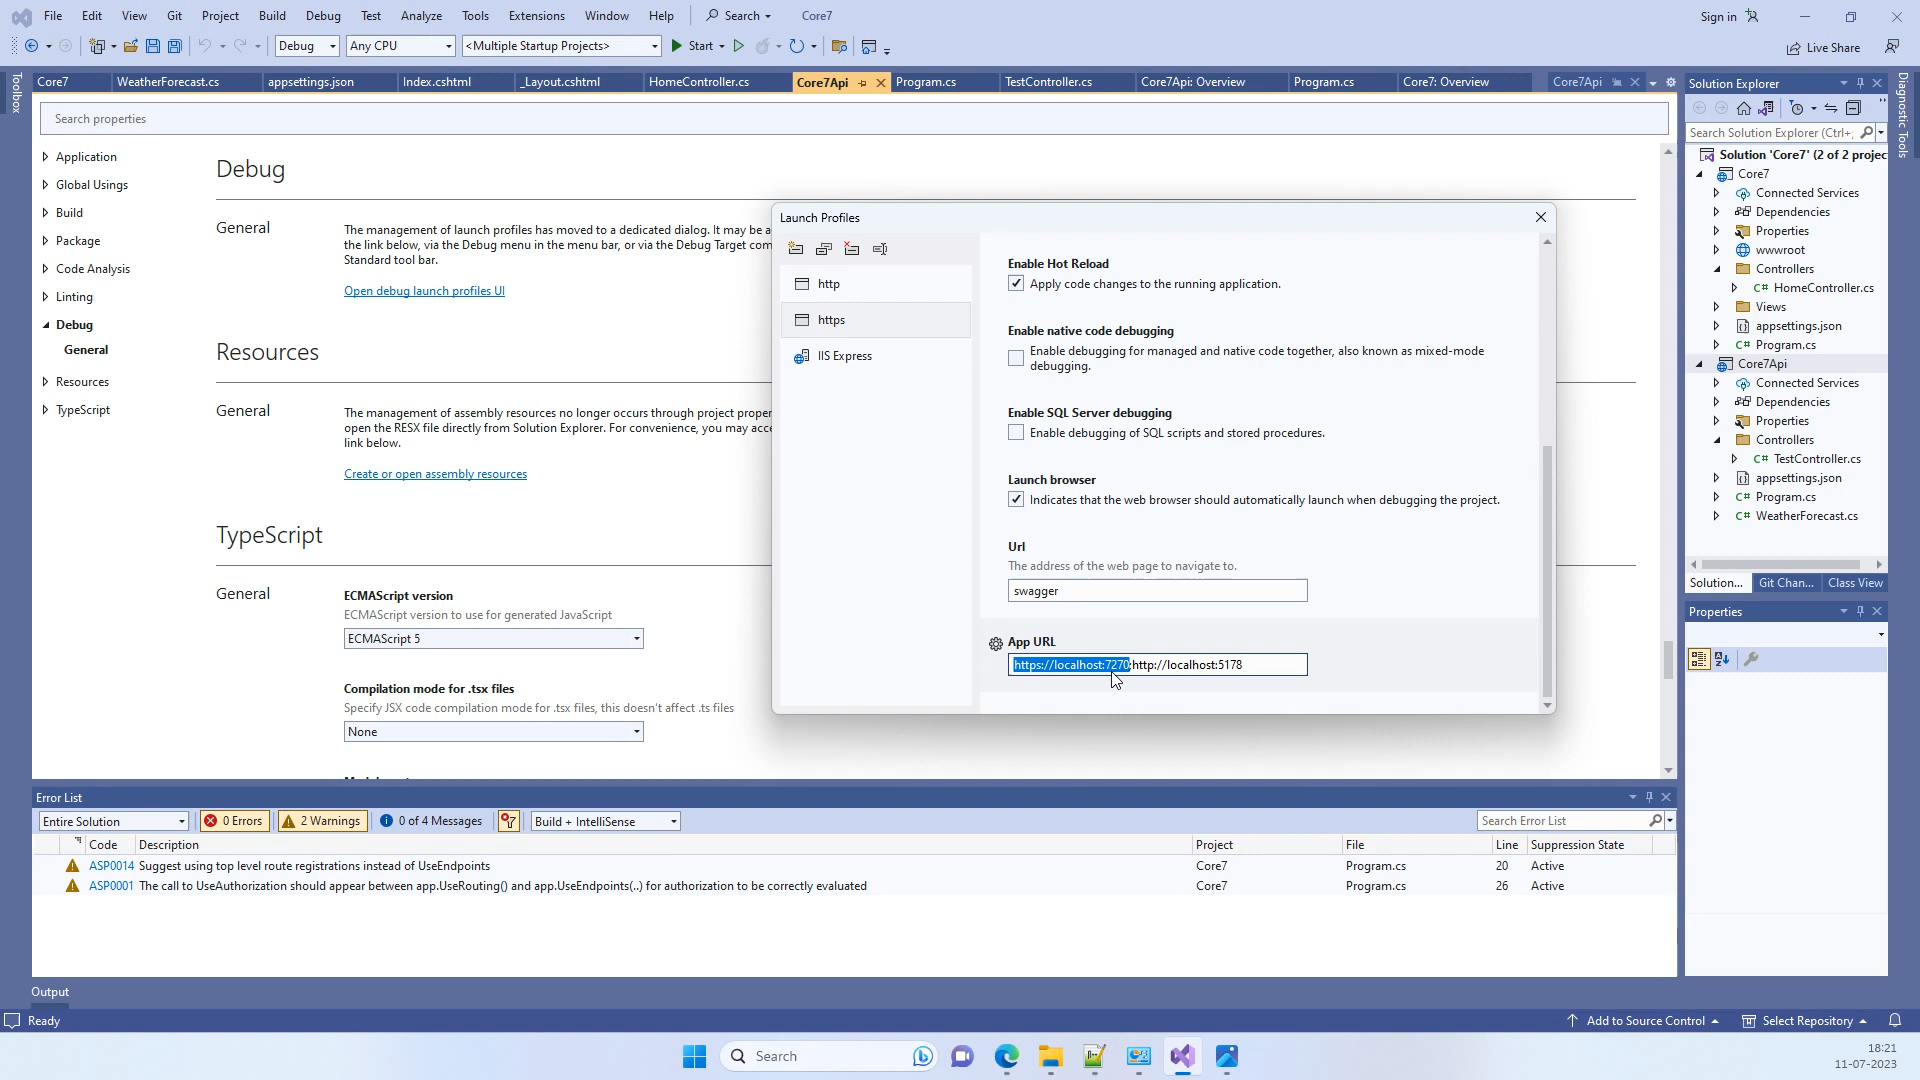 File Edit View Git Project Build Debug Test Analyze Tools Extensions Window Help Search Core7 Sign in
Debug Any CPU <Multiple Startup Projects> Start Live Share
Toolbox
Core7 WeatherForecast.cs appsettings.json Index.cshtml _Layout.cshtml HomeController.cs Core7Api Program.cs TestController.cs Core7Api: Overview Program.cs Core7: Overview Core7Api
Search properties
Application
Global Usings
Build
Package
Code Analysis
Linting
Debug
General
Resources
TypeScript
Debug
General
The management of launch profiles has moved to a dedicated dialog. It may be a
the link below, via the Debug menu in the menu bar, or via the Debug Target com
Standard tool bar.
Open debug launch profiles UI
Resources
General
The management of assembly resources no longer occurs through project proper
open the RESX file directly from Solution Explorer. For convenience, you may acce
link below.
Create or open assembly resources
TypeScript
General
ECMAScript version
ECMAScript version to use for generated JavaScript
ECMAScript 5
Compilation mode for .tsx files
Specify JSX code compilation mode for .tsx files, this doesn't affect .ts files
None
Launch Profiles
http
https
IIS Express
Enable Hot Reload
Apply code changes to the running application.
Enable native code debugging
Enable debugging for managed and native code together, also known as mixed-mode
debugging.
Enable SQL Server debugging
Enable debugging of SQL scripts and stored procedures.
Launch browser
Indicates that the web browser should automatically launch when debugging the project.
Url
The address of the web page to navigate to.
swagger
App URL
https://localhost:7270;http://localhost:5178
Solution Explorer
Search Solution Explorer (Ctrl+;
Solution 'Core7' (2 of 2 projec
Core7
Connected Services
Dependencies
Properties
wwwroot
Controllers
C# HomeController.cs
Views
appsettings.json
C# Program.cs
Core7Api
Connected Services
Dependencies
Properties
Controllers
C# TestController.cs
appsettings.json
C# Program.cs
C# WeatherForecast.cs
Solution... Git Chan... Class View
Properties
Diagnostic Tools
Error List
Entire Solution 0 Errors 2 Warnings 0 of 4 Messages Build + IntelliSense Search Error List
Code Description Project File Line Suppression State
ASP0014 Suggest using top level route registrations instead of UseEndpoints Core7 Program.cs 20 Active
ASP0001 The call to UseAuthorization should appear between app.UseRouting() and app.UseEndpoints(..) for authorization to be correctly evaluated Core7 Program.cs 26 Active
Output
Ready Add to Source Control Select Repository
Search
18:21
11-07-2023